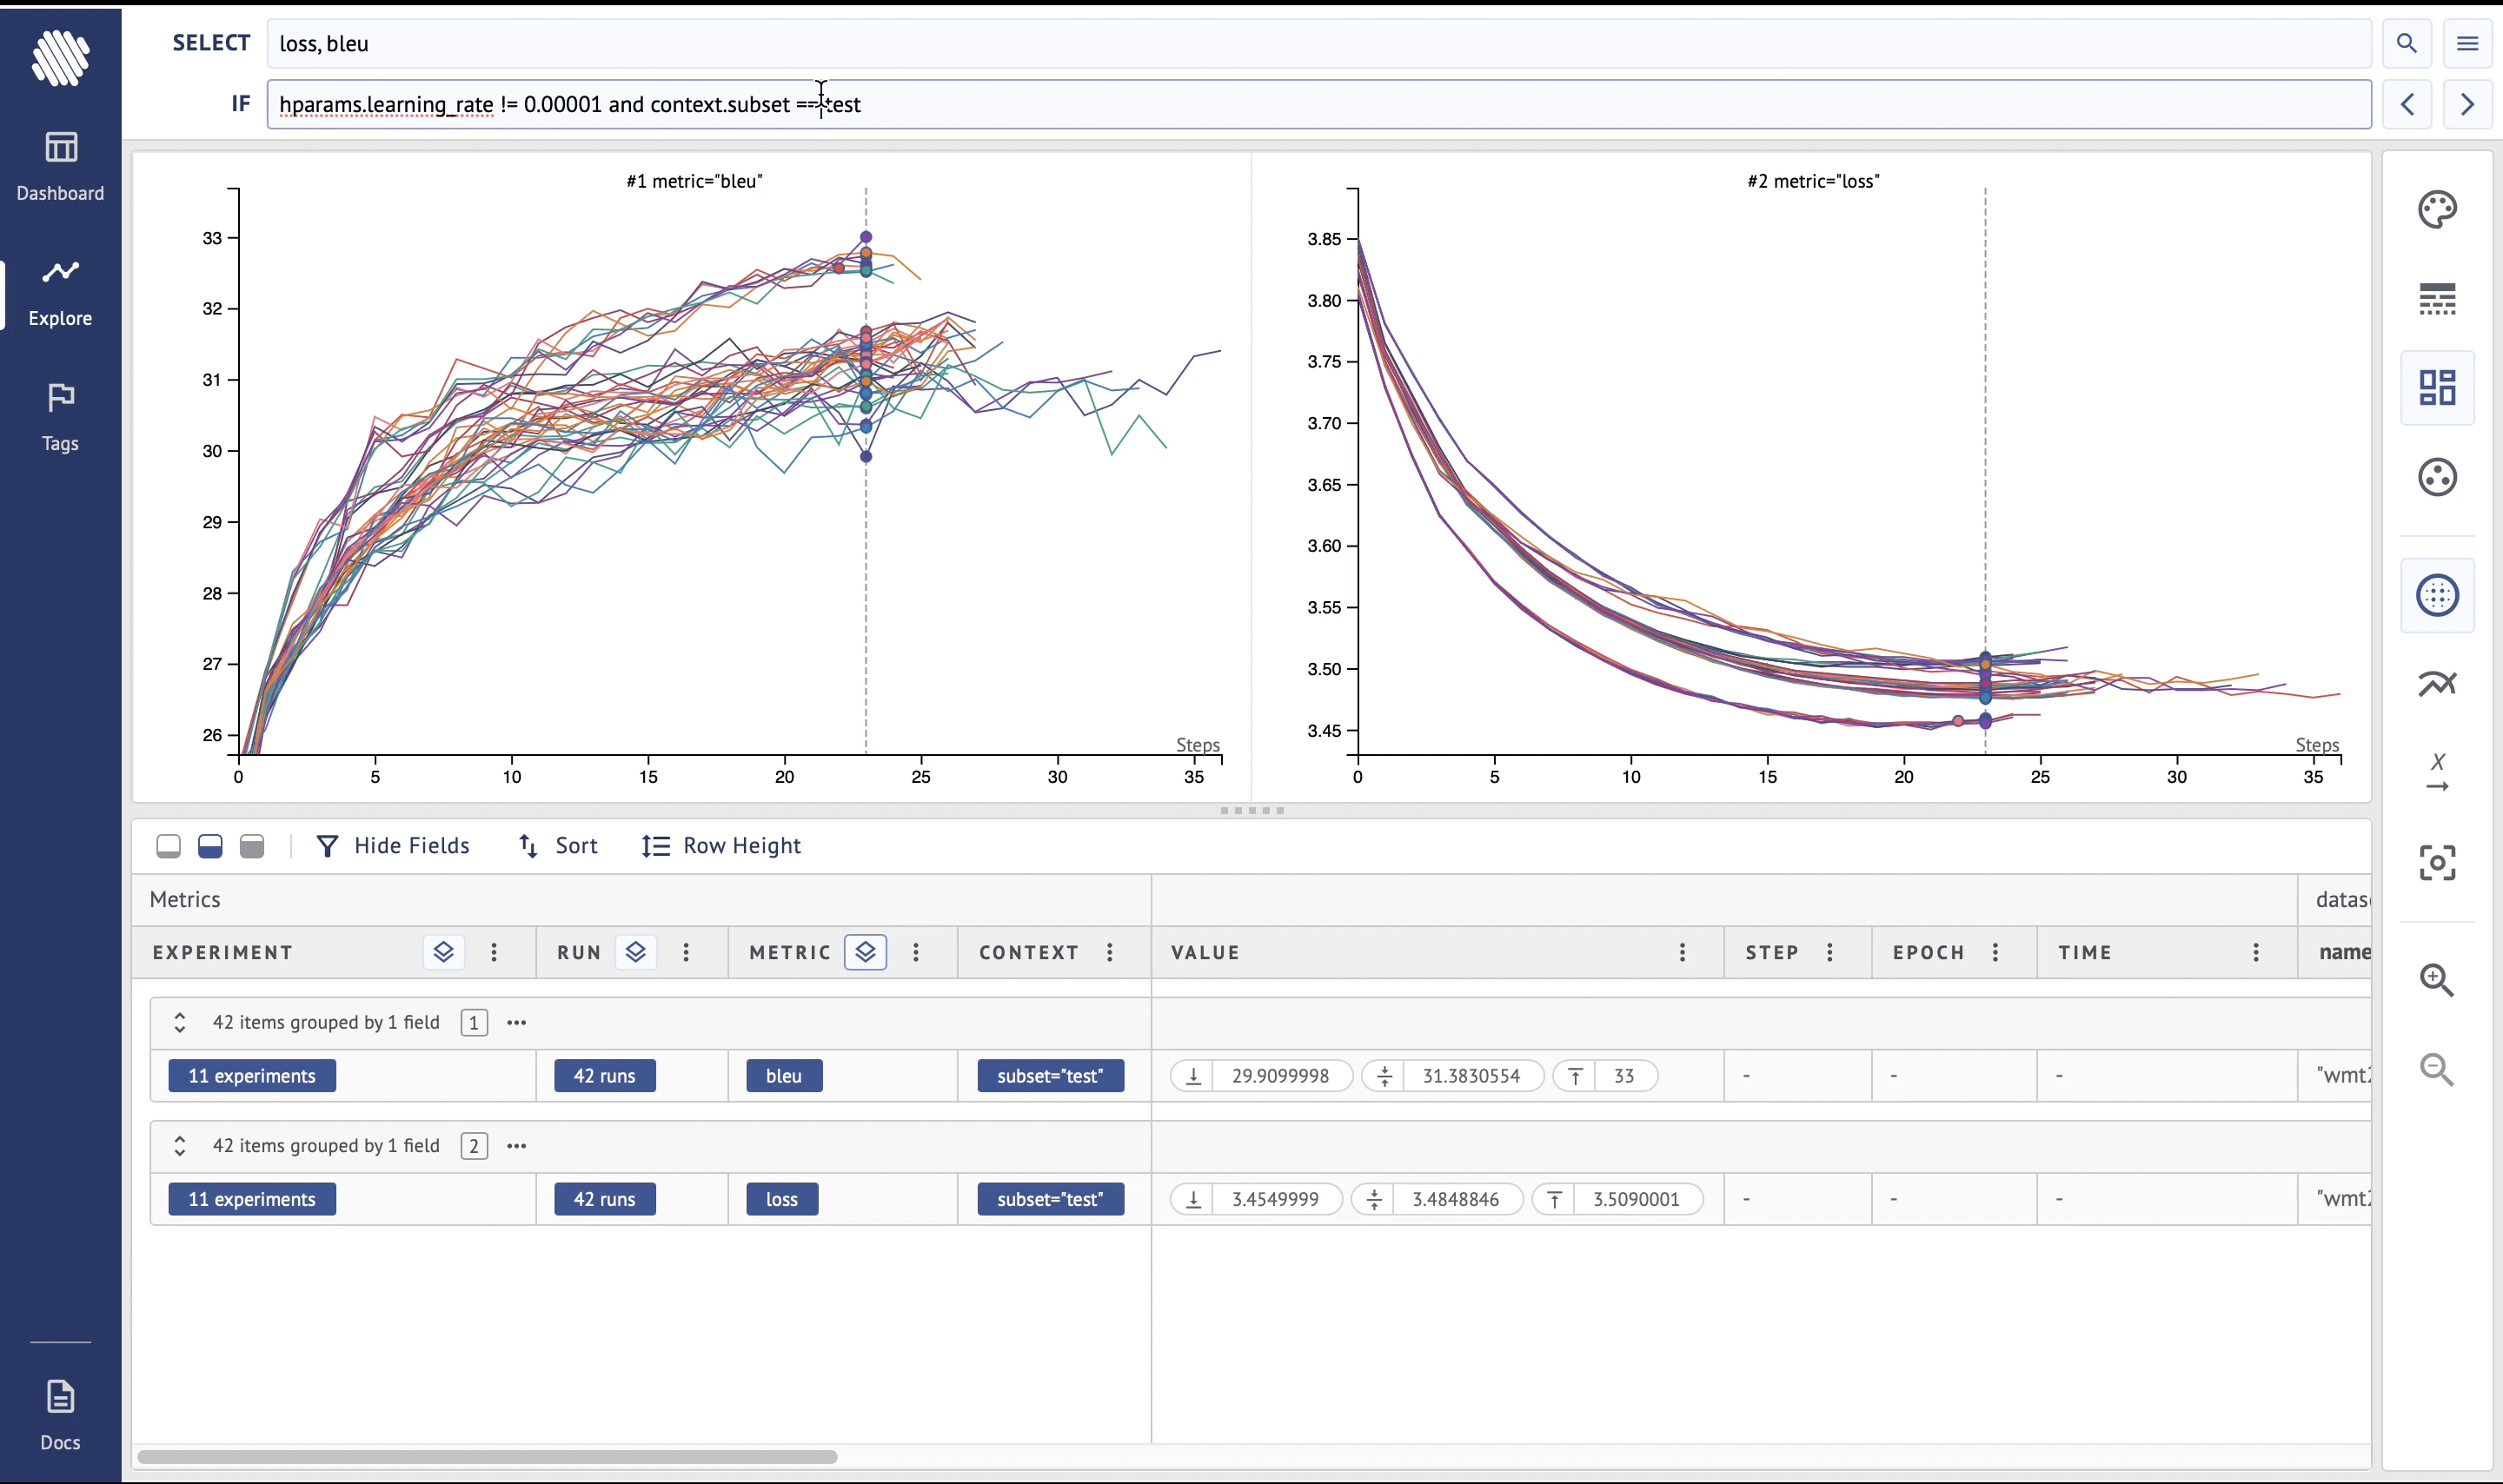 SELECT loss, bleu
IF hparams.learning_rate != 0.00001 and context.subset == test
Dashboard
Explore
Tags
Docs
#1 metric="bleu"
33
32
31
30
29
28
27
26
0 5 10 15 20 25 30 35
Steps
#2 metric="loss"
3.85
3.80
3.75
3.70
3.65
3.60
3.55
3.50
3.45
0 5 10 15 20 25 30 35
Steps
X
Hide Fields Sort Row Height
Metrics datas
EXPERIMENT RUN METRIC CONTEXT VALUE STEP EPOCH TIME name
42 items grouped by 1 field 1
11 experiments 42 runs bleu subset="test" 29.9099998 31.3830554 33 - - - "wmt
42 items grouped by 1 field 2
11 experiments 42 runs loss subset="test" 3.4549999 3.4848846 3.5090001 - - - "wmt